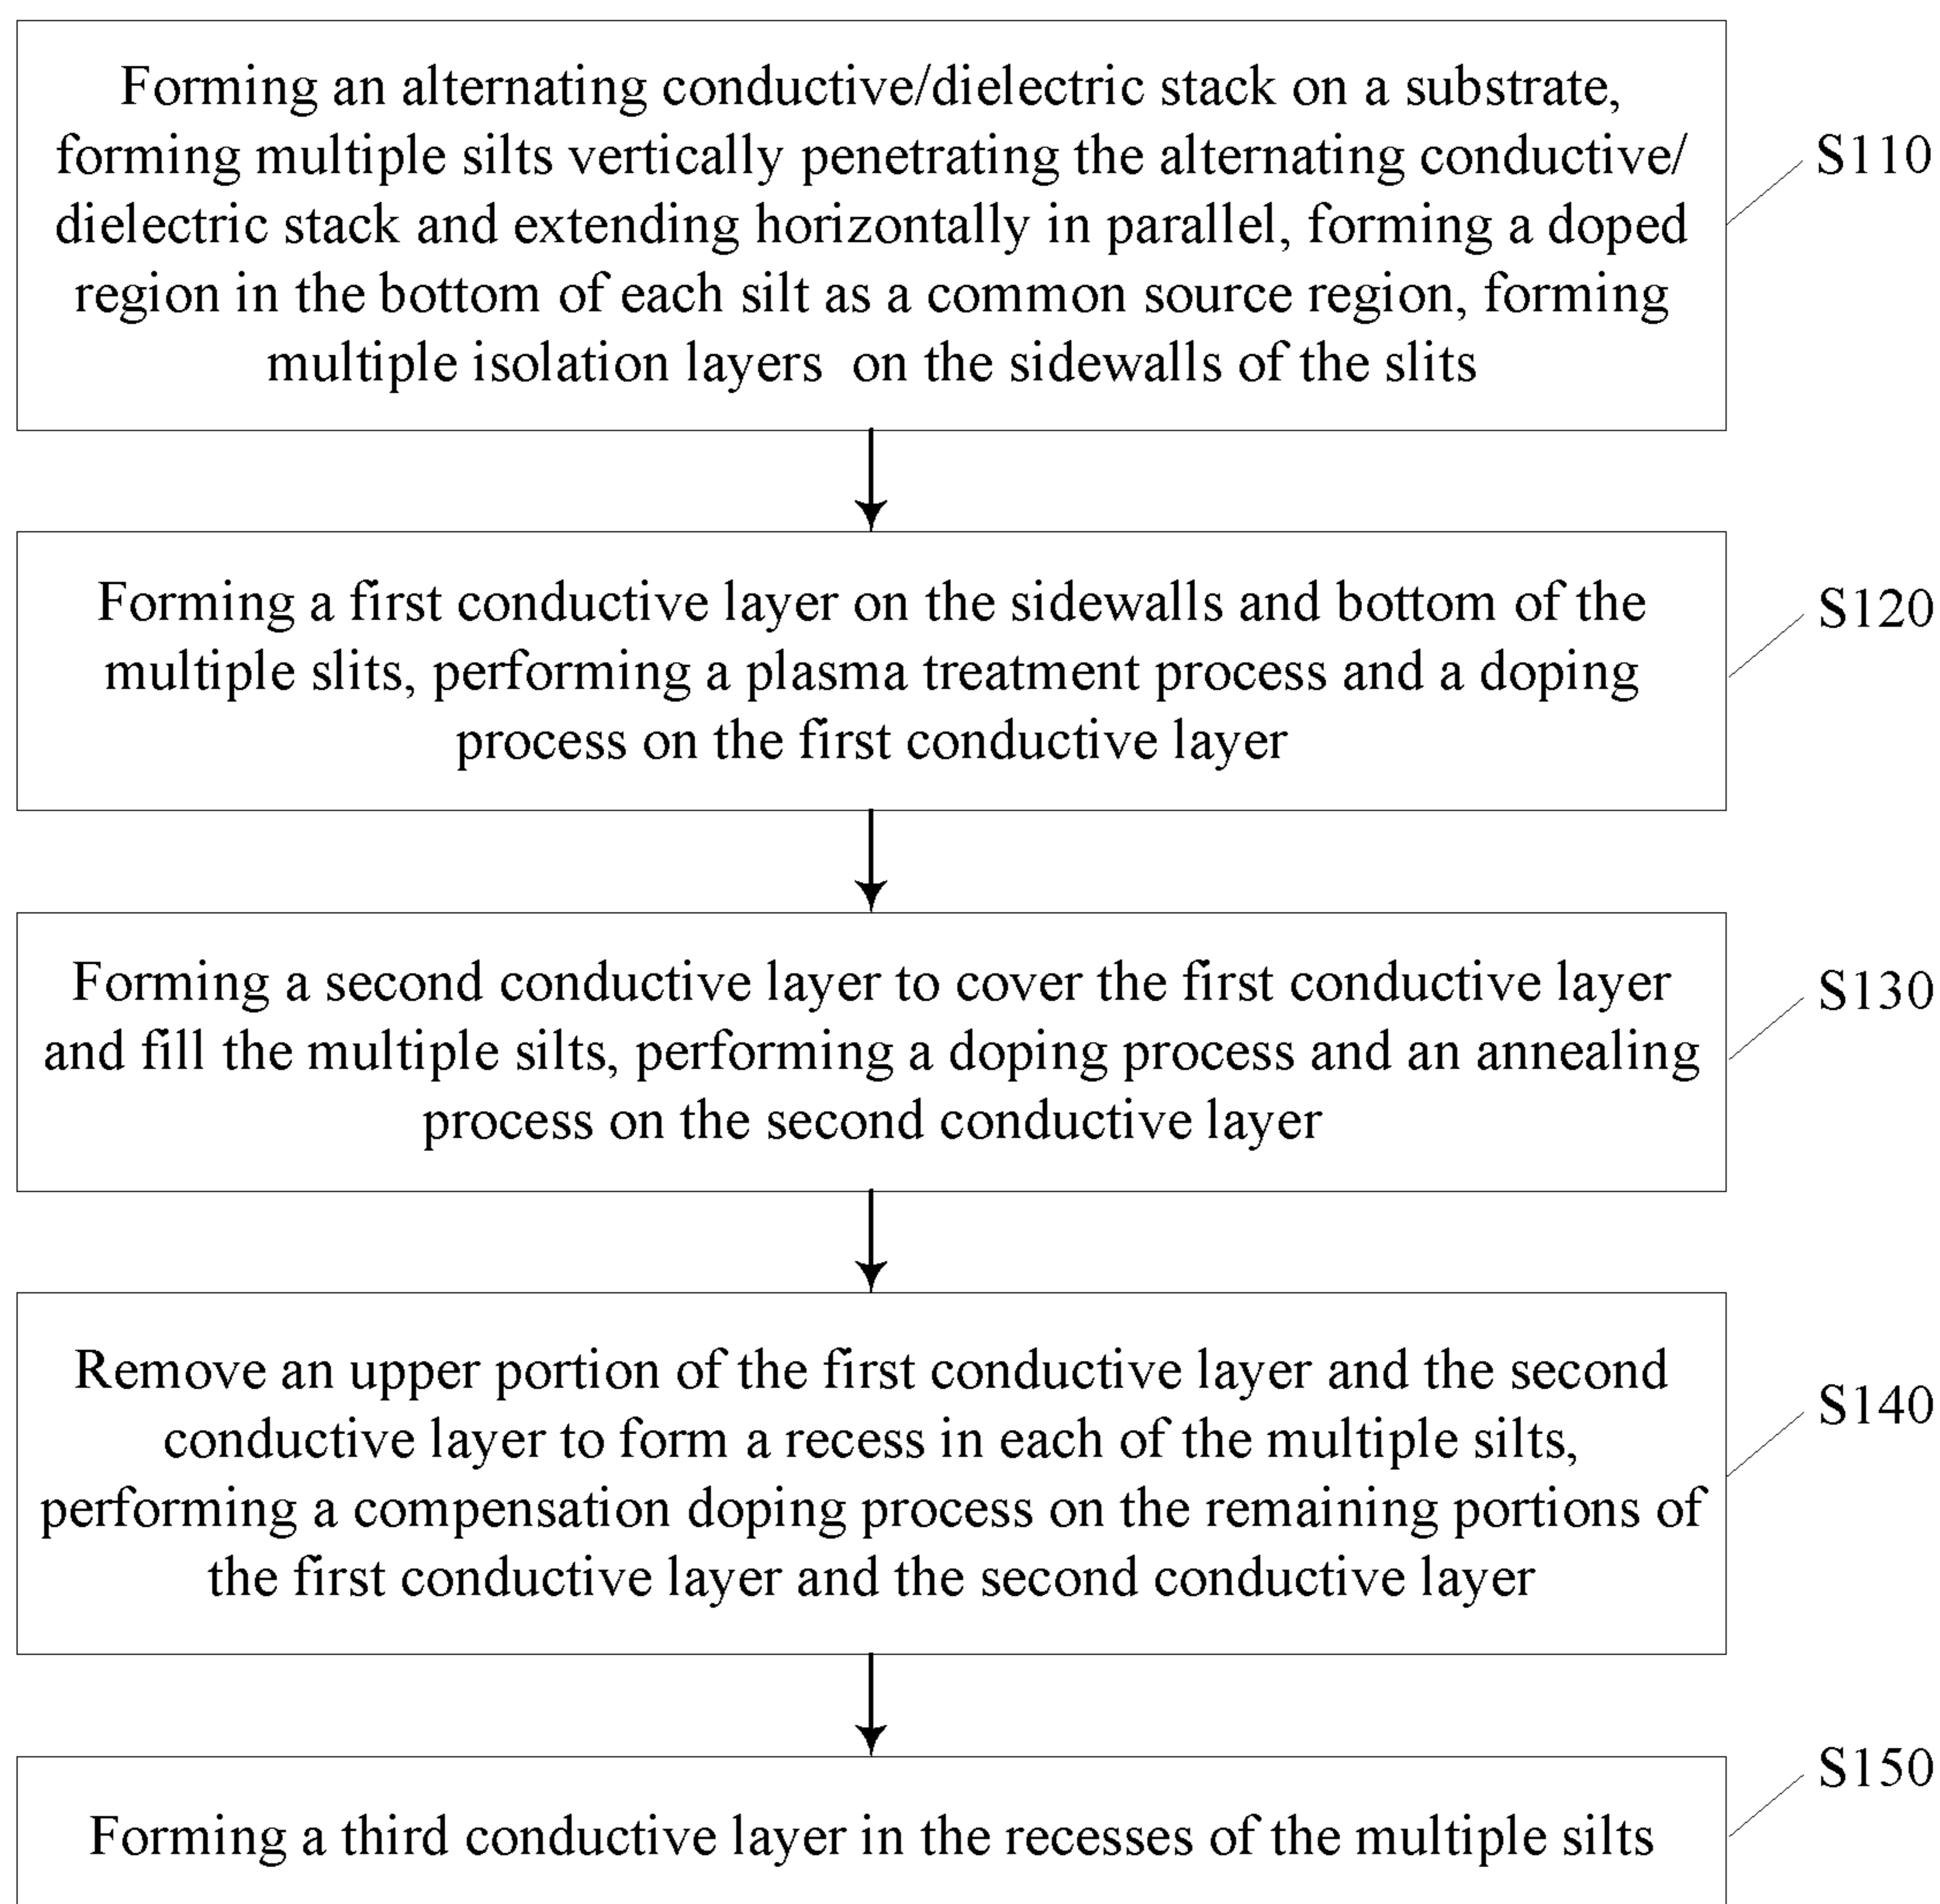 Forming an alternating conductive/dielectric stack on a substrate,
forming multiple silts vertically penetrating the alternating conductive/
dielectric stack and extending horizontally in parallel, forming a doped
region in the bottom of each silt as a common source region, forming
multiple isolation layers on the sidewalls of the slits
S110
Forming a first conductive layer on the sidewalls and bottom of the
multiple slits, performing a plasma treatment process and a doping
process on the first conductive layer
S120
Forming a second conductive layer to cover the first conductive layer
and fill the multiple silts, performing a doping process and an annealing
process on the second conductive layer
S130
Remove an upper portion of the first conductive layer and the second
conductive layer to form a recess in each of the multiple silts,
performing a compensation doping process on the remaining portions of
the first conductive layer and the second conductive layer
S140
Forming a third conductive layer in the recesses of the multiple silts
S150